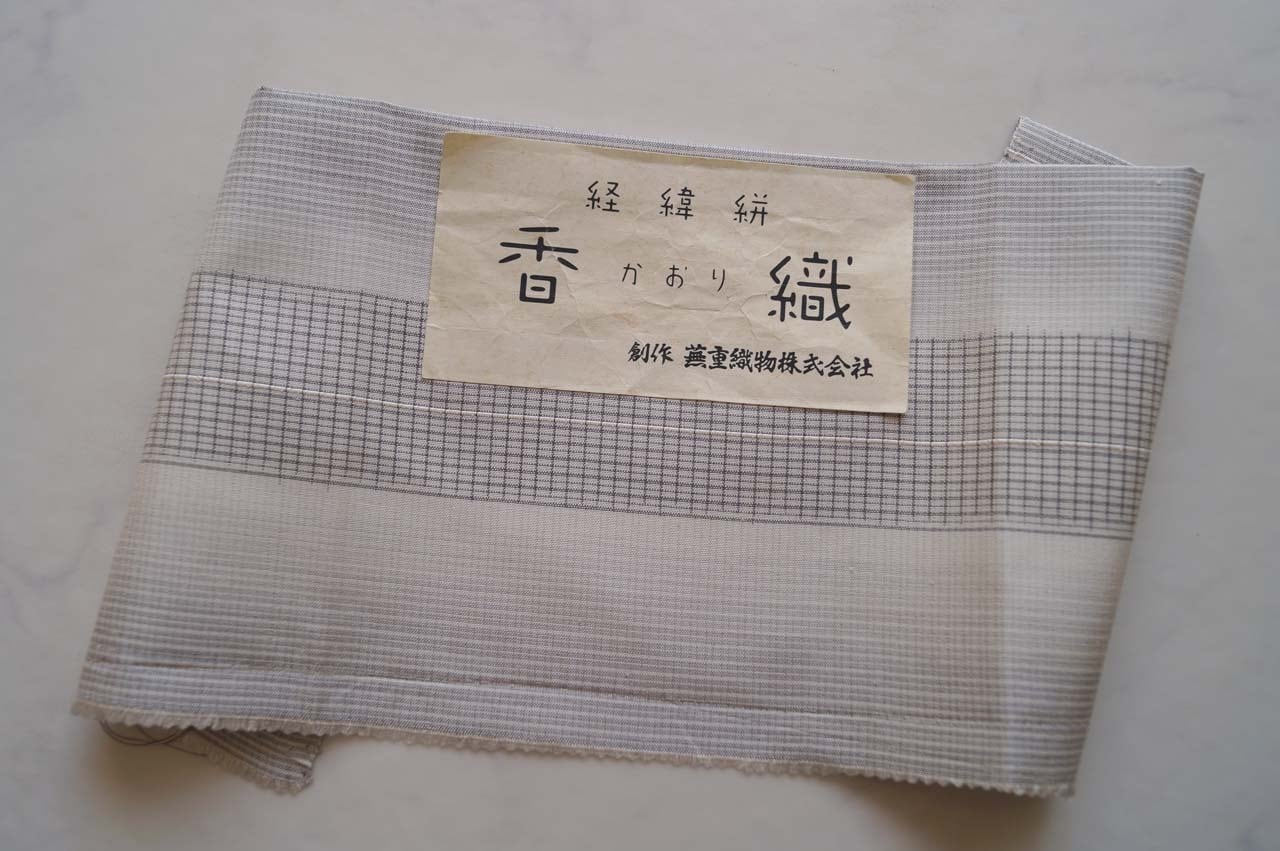 経緯絣
香織
かおり
創作 蕪重織物株式会社